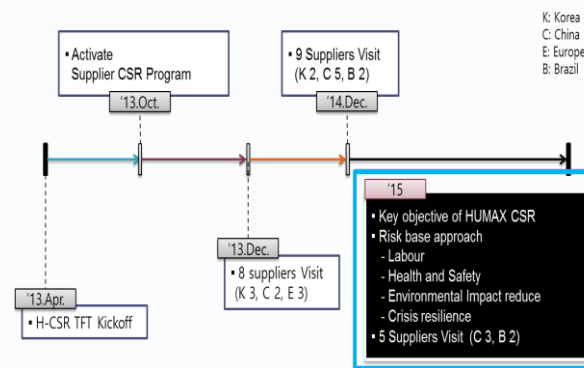 K: Korea
C: China
E: Europe
B: Brazil
▪ Activate
Supplier CSR Program
'13.Oct.
▪ 9 Suppliers Visit
(K 2, C 5, B 2)
'14.Dec.
'13.Apr.
▪ H-CSR TFT Kickoff
'13.Dec.
▪ 8 suppliers Visit
(K 3, C 2, E 3)
'15
▪ Key objective of HUMAX CSR
▪ Risk base approach
- Labour
- Health and Safety
- Environmental Impact reduce
- Crisis resilience
▪ 5 Suppliers Visit (C 3, B 2)